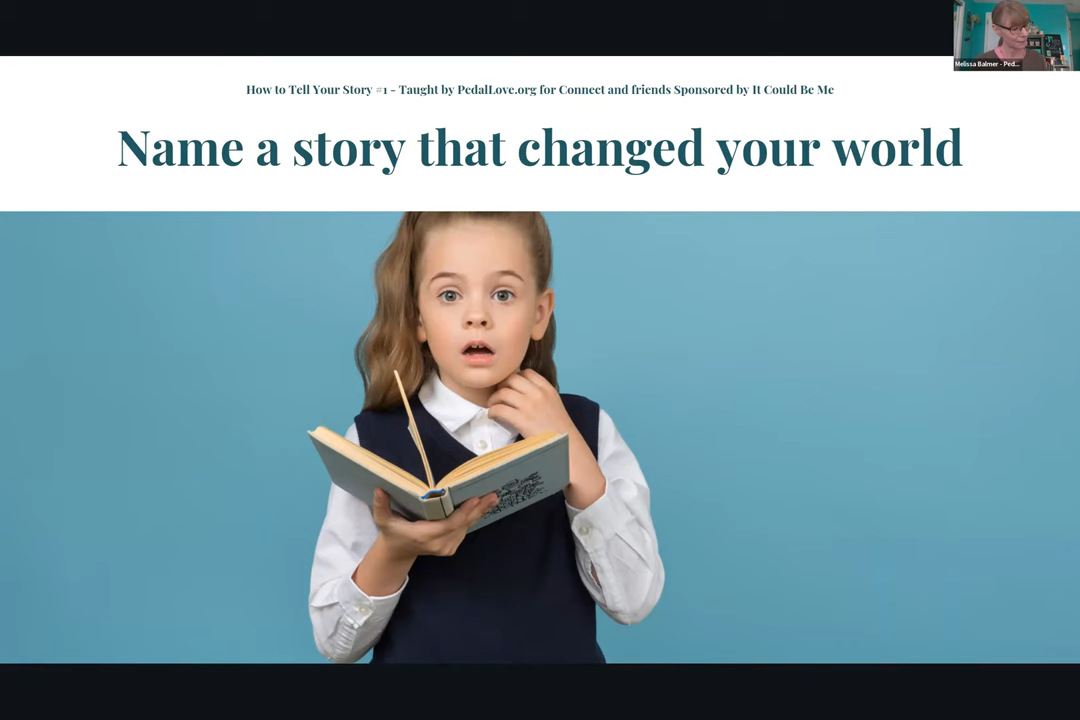 Melissa Balmer - Ped...
How to Tell Your Story #1 - Taught by PedalLove.org for Connect and friends Sponsored by It Could Be Me
Name a story that changed your world